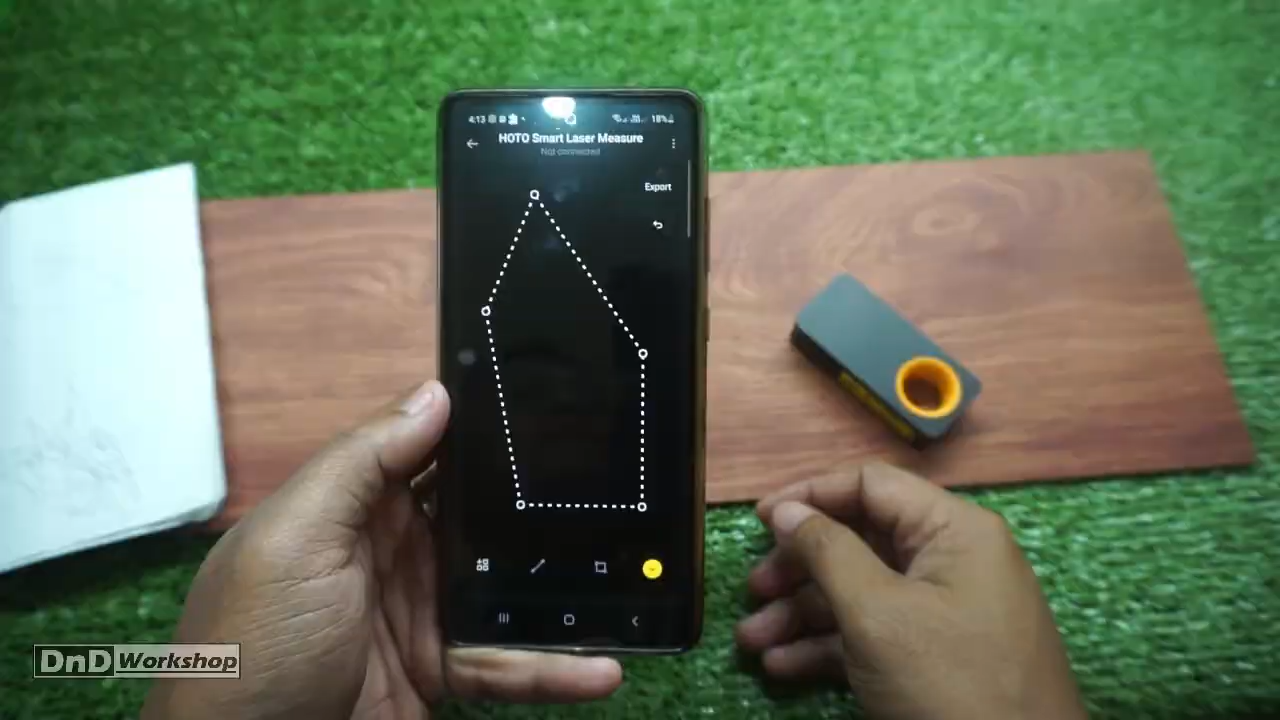 4:13
18%
HOTO Smart Laser Measure
Not connected
Export
DnD Workshop